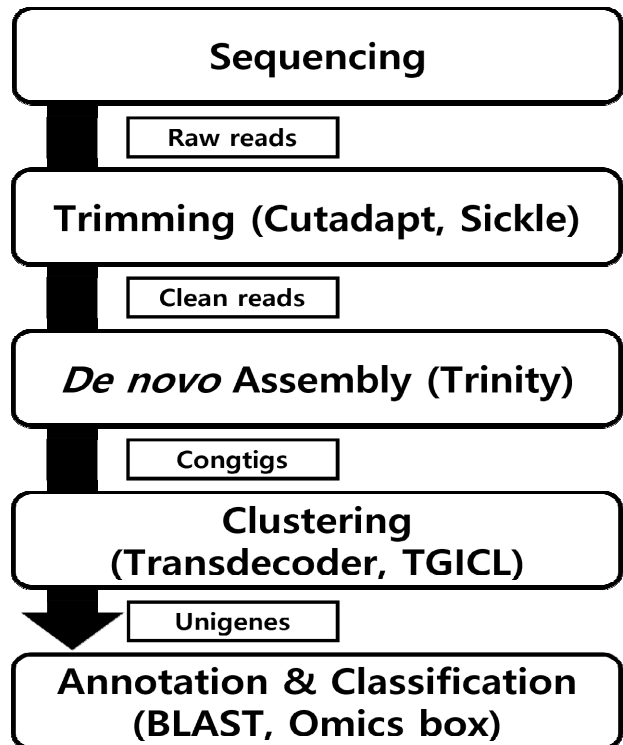 Sequencing
Raw reads
Trimming (Cutadapt, Sickle)
Clean reads
De novo Assembly (Trinity)
Congtigs
Clustering
(Transdecoder, TGICL)
Unigenes
Annotation & Classification
(BLAST, Omics box)